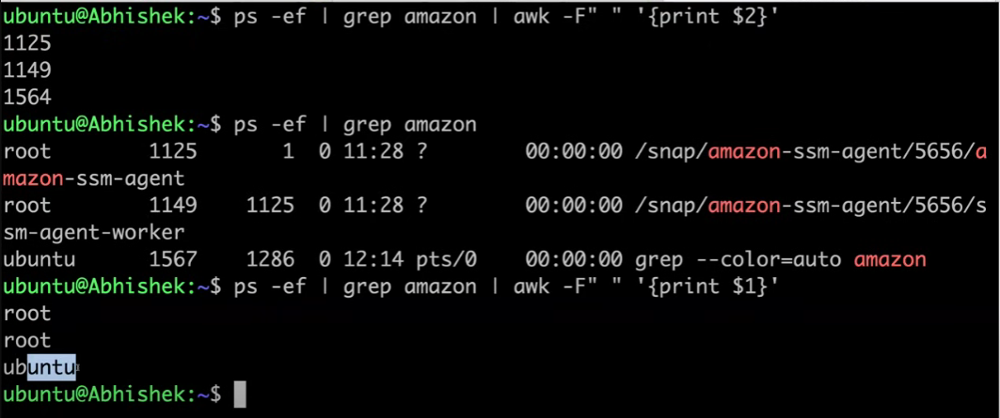 ubuntu@Abhishek:~$ ps -ef | grep amazon | awk -F" " '{print $2}'
1125
1149
1564
ubuntu@Abhishek:~$ ps -ef | grep amazon
root        1125       1  0 11:28 ?        00:00:00 /snap/amazon-ssm-agent/5656/a
mazon-ssm-agent
root        1149    1125  0 11:28 ?        00:00:00 /snap/amazon-ssm-agent/5656/s
sm-agent-worker
ubuntu      1567    1286  0 12:14 pts/0    00:00:00 grep --color=auto amazon
ubuntu@Abhishek:~$ ps -ef | grep amazon | awk -F" " '{print $1}'
root
root
ubuntu
ubuntu@Abhishek:~$